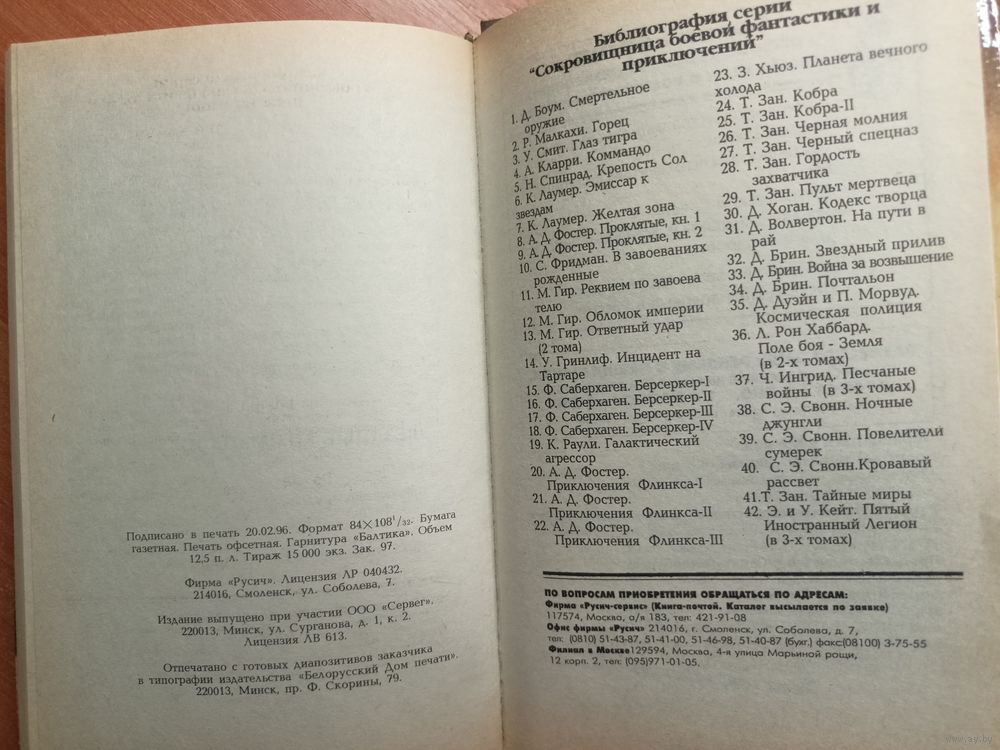 Подписано в печать 20.02.96. Формат 84×108¹/₃₂. Бумага
газетная. Печать офсетная. Гарнитура «Балтика». Объем
12,5 п. л. Тираж 15 000 экз. Зак. 97.
Фирма «Русич». Лицензия ЛР 040432.
214016, Смоленск, ул. Соболева, 7.
Издание выпущено при участии ООО «Сервег».
220013, Минск, ул. Сурганова, д. 1, к. 2.
Лицензия ЛВ 613.
Отпечатано с готовых диапозитивов заказчика
в типографии издательства «Белорусский Дом печати».
220013, Минск, пр. Ф. Скорины, 79.
Библиография серии
"Сокровищница боевой фантастики и
приключений"
1. Д. Боум. Смертельное
оружие
2. Р. Малкахи. Горец
3. У. Смит. Глаз тигра
4. А. Кларри. Коммандо
5. Н. Спинрад. Крепость Сол
6. К. Лаумер. Эмиссар к
звездам
7. К. Лаумер. Желтая зона
8. А. Д. Фостер. Проклятые, кн. 1
9. А. Д. Фостер. Проклятые, кн. 2
10. С. Фридман. В завоеваниях
рожденные
11. М. Гир. Реквием по завоева
телю
12. М. Гир. Обломок империи
13. М. Гир. Ответный удар
(2 тома)
14. У. Гринлиф. Инцидент на
Тартаре
15. Ф. Саберхаген. Берсеркер-I
16. Ф. Саберхаген. Берсеркер-II
17. Ф. Саберхаген. Берсеркер-III
18. Ф. Саберхаген. Берсеркер-IV
19. К. Раули. Галактический
агрессор
20. А. Д. Фостер.
Приключения Флинкса-I
21. А. Д. Фостер.
Приключения Флинкса-II
22. А. Д. Фостер.
Приключения Флинкса-III
23. З. Хьюз. Планета вечного
холода
24. Т. Зан. Кобра
25. Т. Зан. Кобра-II
26. Т. Зан. Черная молния
27. Т. Зан. Черный спецназ
28. Т. Зан. Гордость
захватчика
29. Т. Зан. Пульт мертвеца
30. Д. Хоган. Кодекс творца
31. Д. Волвертон. На пути в
рай
32. Д. Брин. Звездный прилив
33. Д. Брин. Война за возвышение
34. Д. Брин. Почтальон
35. Д. Дуэйн и П. Морвуд.
Космическая полиция
36. Л. Рон Хаббард.
Поле боя - Земля
(в 2-х томах)
37. Ч. Ингрид. Песчаные
войны (в 3-х томах)
38. С. Э. Свонн. Ночные
джунгли
39. С. Э. Свонн. Повелители
сумерек
40. С. Э. Свонн.Кровавый
рассвет
41.Т. Зан. Тайные миры
42. Э. и У. Кейт. Пятый
Иностранный Легион
(в 3-х томах)
ПО ВОПРОСАМ ПРИОБРЕТЕНИЯ ОБРАЩАТЬСЯ ПО АДРЕСАМ:
Фирма «Русич-сервис» (Книга-почтой. Каталог высылается по заявке)
117574, Москва, а/я 183, тел: 421-91-08
Офис фирмы «Русич» 214016, г. Смоленск, ул. Соболева, д. 7,
тел: (0810) 51-43-87, 51-41-00, 51-46-98, 51-40-87 (бухг.) факс:(08100) 3-75-55
Филиал в Москве129594, Москва, 4-я улица Марьиной рощи,
12 корп. 2, тел: (095)971-01-05.
www.ay.by